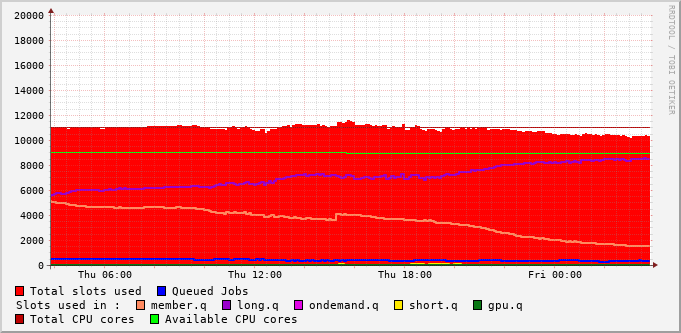 RRDTOOL / TOBI OETIKER
20000
18000
16000
14000
12000
10000
8000
6000
4000
2000
0
Thu 06:00 Thu 12:00 Thu 18:00 Fri 00:00
Total slots used Queued Jobs
Slots used in : member.q long.q ondemand.q short.q gpu.q
Total CPU cores Available CPU cores